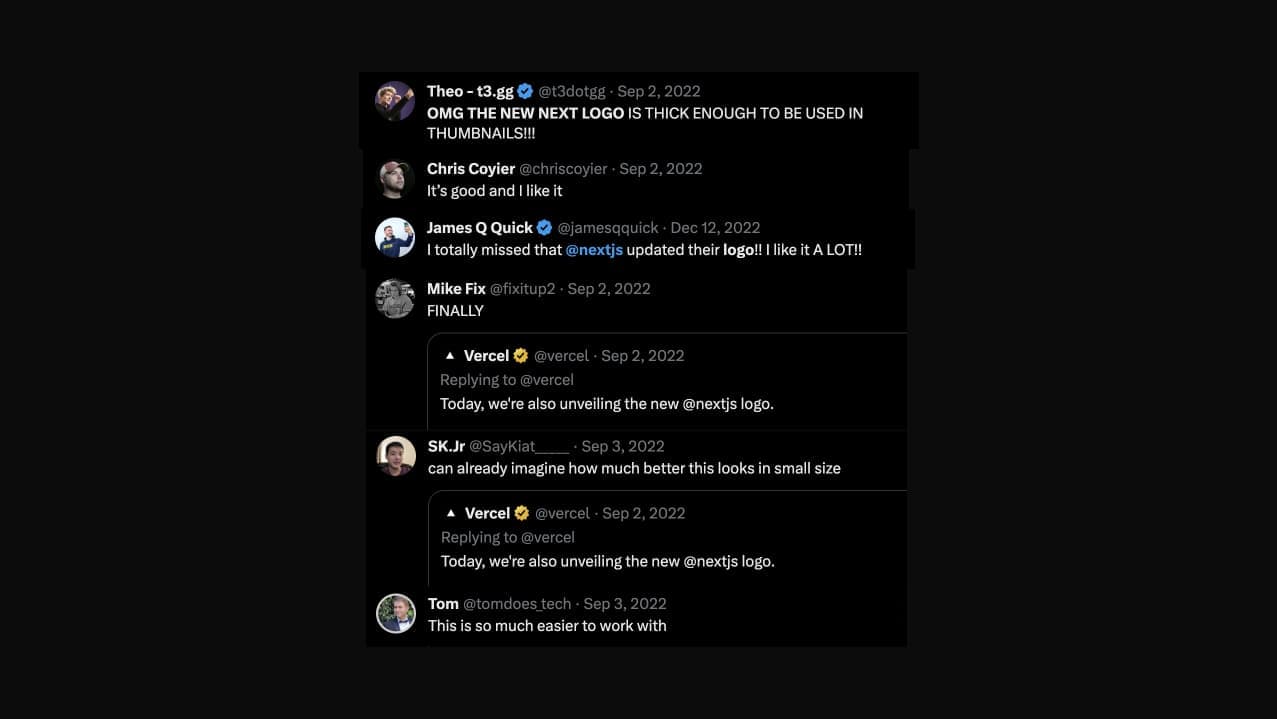 Theo - t3.gg @t3dotgg · Sep 2, 2022
OMG THE NEW NEXT LOGO IS THICK ENOUGH TO BE USED IN
THUMBNAILS!!!
Chris Coyier @chriscoyier · Sep 2, 2022
It’s good and I like it
James Q Quick @jamesqquick · Dec 12, 2022
I totally missed that @nextjs updated their logo!! I like it A LOT!!
Mike Fix @fixitup2 · Sep 2, 2022
FINALLY
Vercel @vercel · Sep 2, 2022
Replying to @vercel
Today, we're also unveiling the new @nextjs logo.
SK.Jr @SayKiat_____ · Sep 3, 2022
can already imagine how much better this looks in small size
Vercel @vercel · Sep 2, 2022
Replying to @vercel
Today, we're also unveiling the new @nextjs logo.
Tom @tomdoes_tech · Sep 3, 2022
This is so much easier to work with